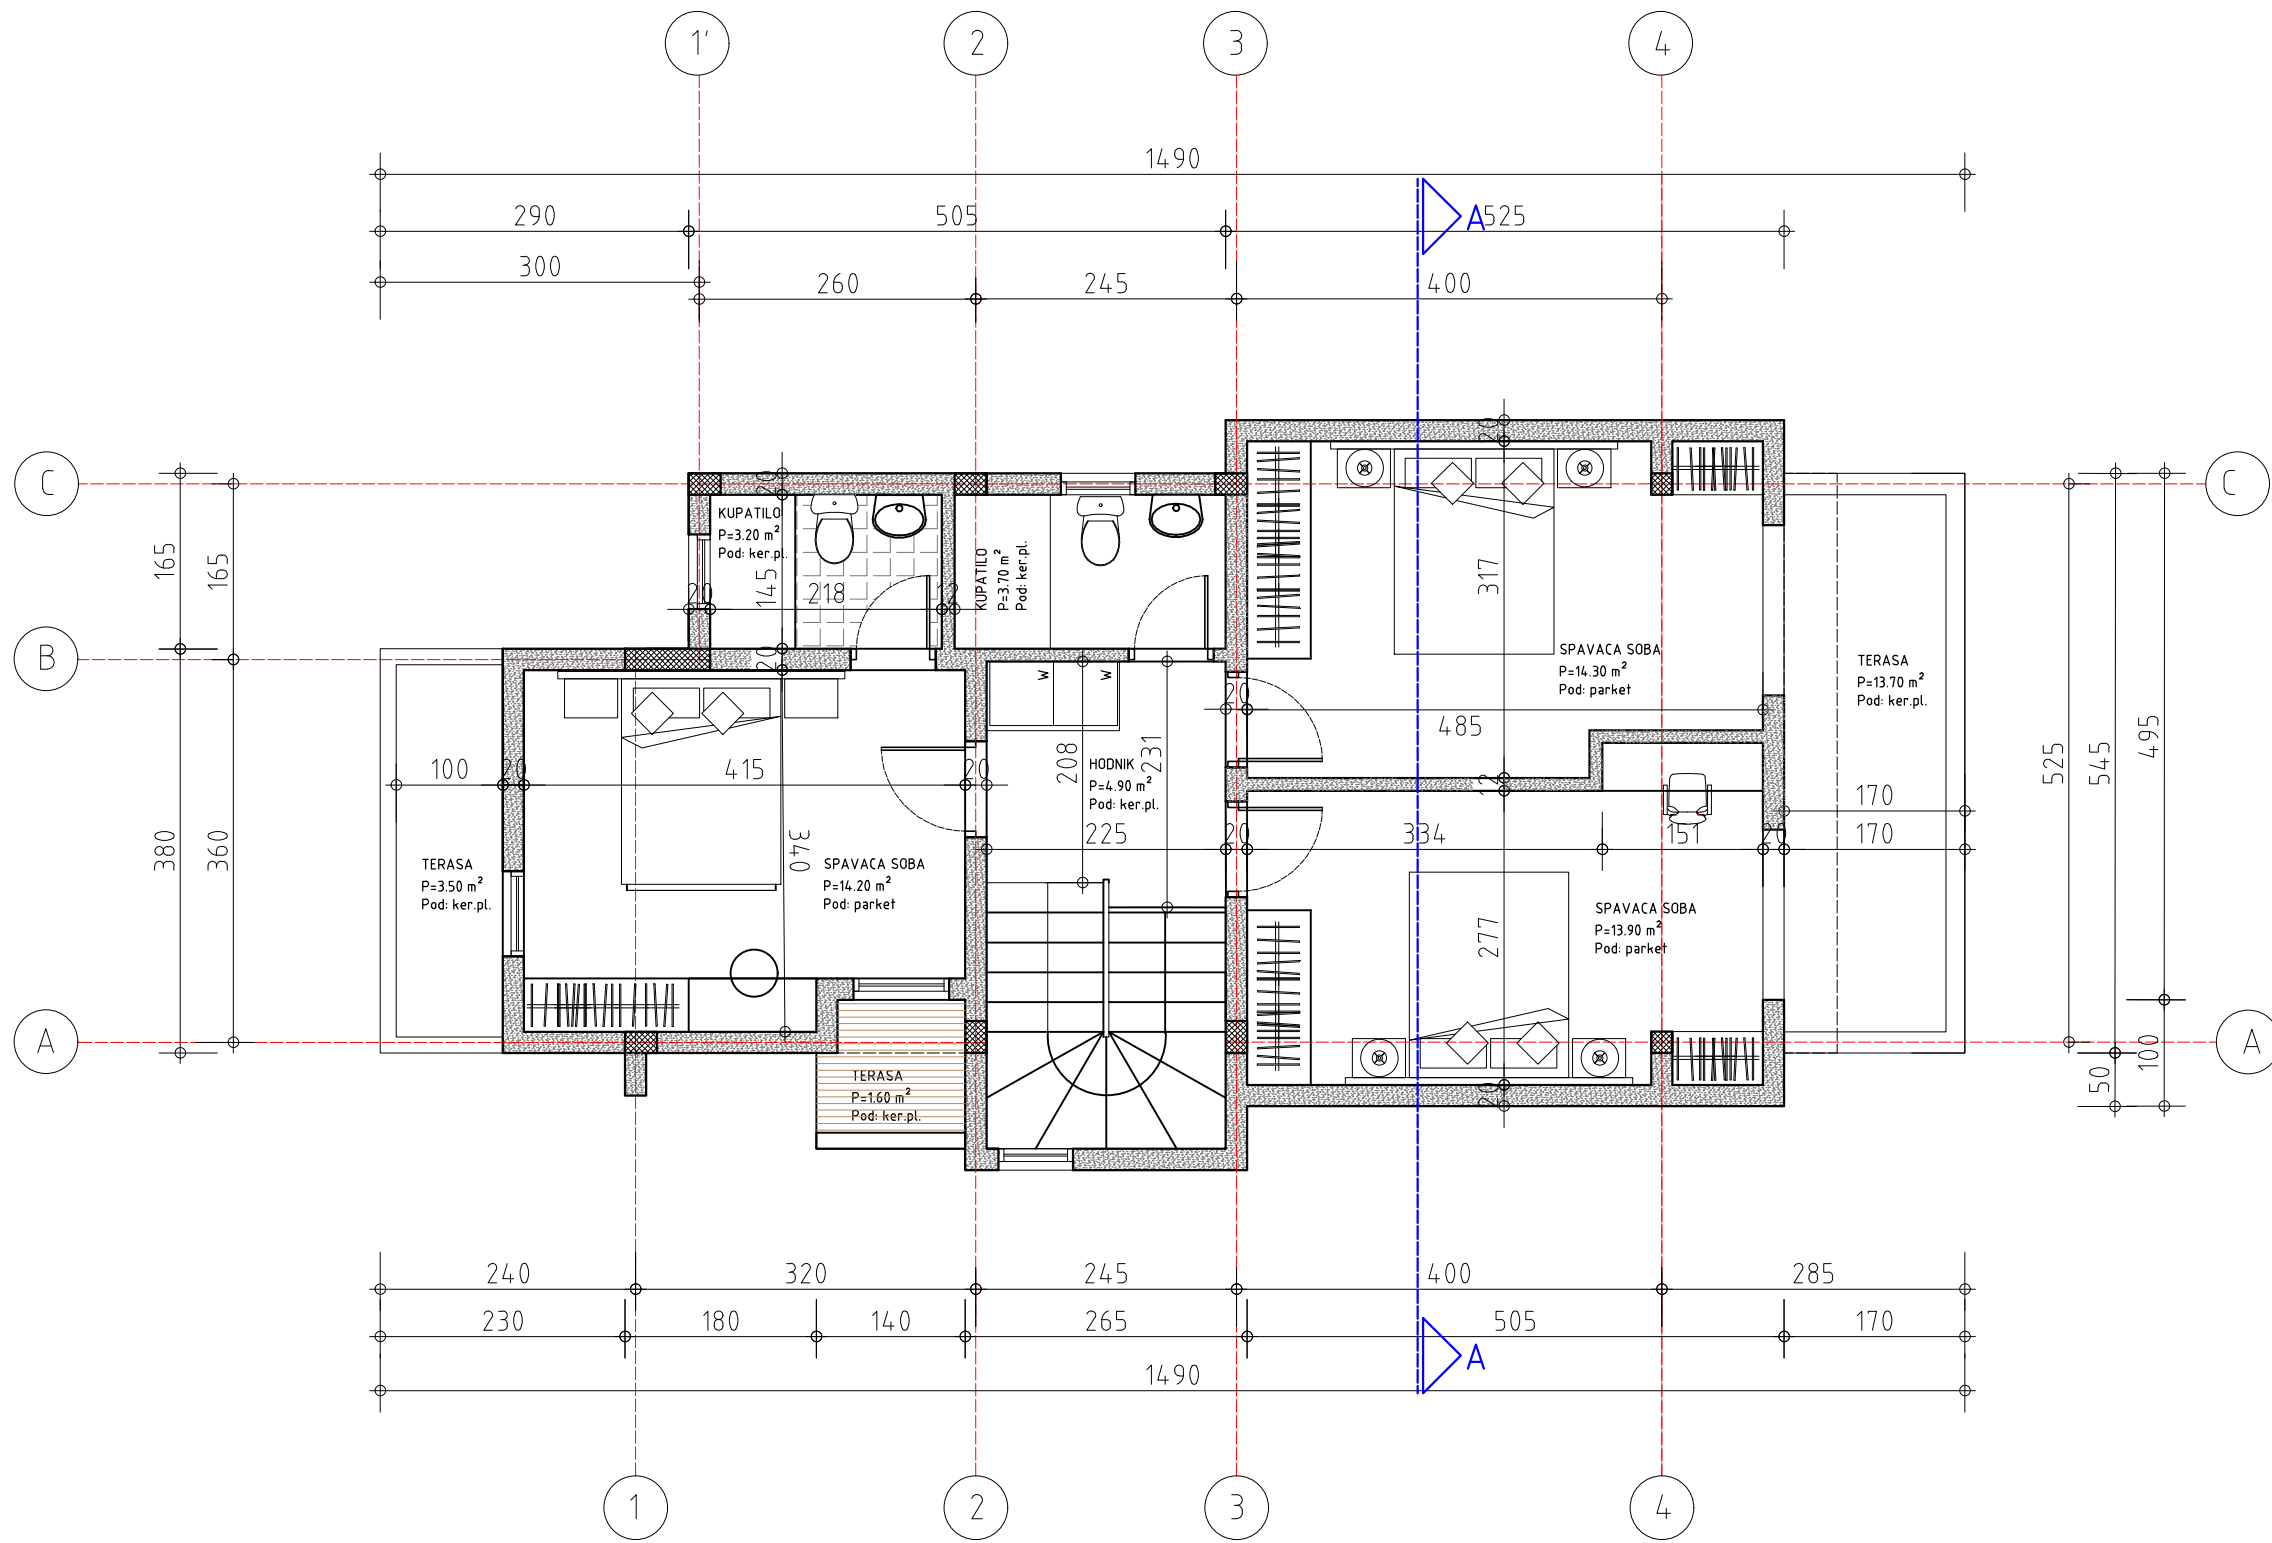 1' 2 3 4
1490
290 505 A 525
300
260 245 400
C C
B
A A
165 165
380 360
20 20
KUPATILO
P=3.20 m²
Pod: ker.pl.
145
20 218 12
20
KUPATILO
P=3.70 m²
Pod: ker.pl.
W W
317
SPAVACA SOBA
P=14.30 m²
Pod: parket
TERASA
P=13.70 m²
Pod: ker.pl.
20
485
100 20 415 20
208 231
HODNIK
P=4.90 m²
Pod: ker.pl.
12
170
225 20 334 151 20 170
340
TERASA
P=3.50 m²
Pod: ker.pl.
SPAVACA SOBA
P=14.20 m²
Pod: parket
277
SPAVACA SOBA
P=13.90 m²
Pod: parket
525 545 495
50 100
20
TERASA
P=1.60 m²
Pod: ker.pl.
240 320 245 400 285
230 180 140 265 505 170
A
1490
1 2 3 4